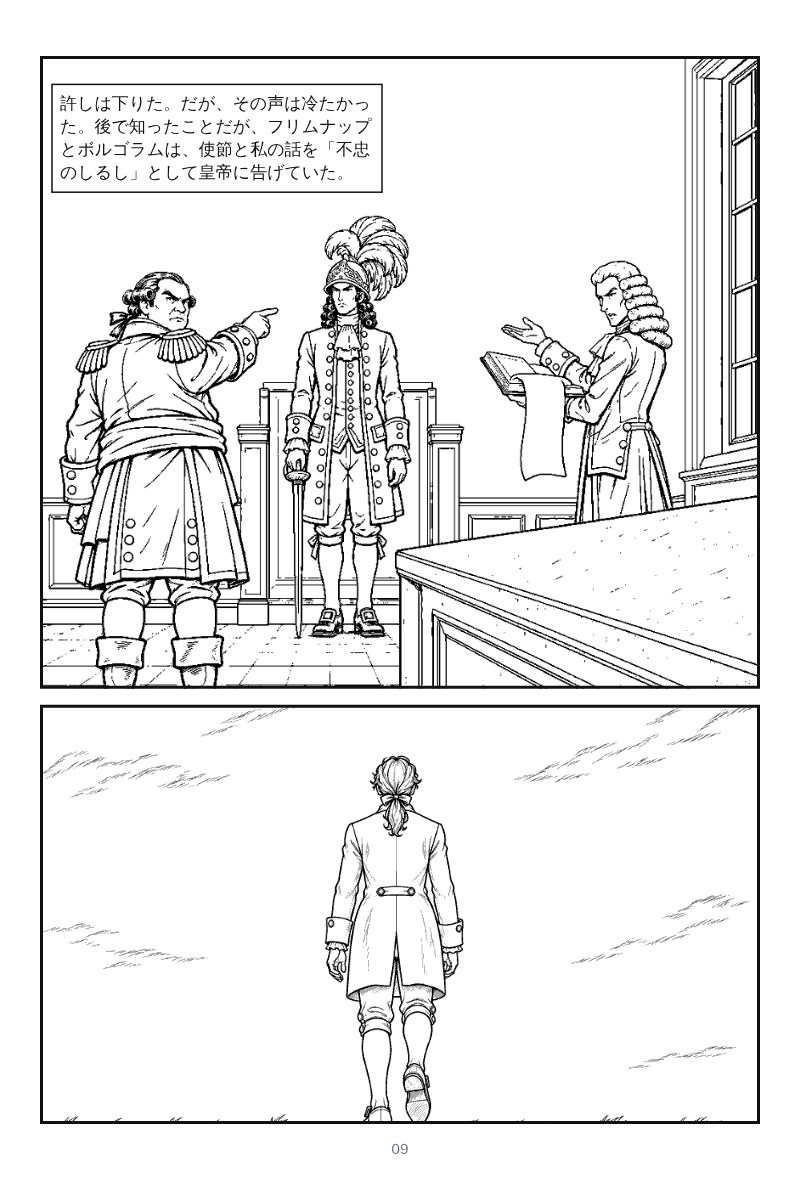 許しは下りた。だが、その声は冷たかっ
た。後で知ったことだが、フリムナップ
とボルゴラムは、使節と私の話を「不忠
のしるし」として皇帝に告げていた。
09